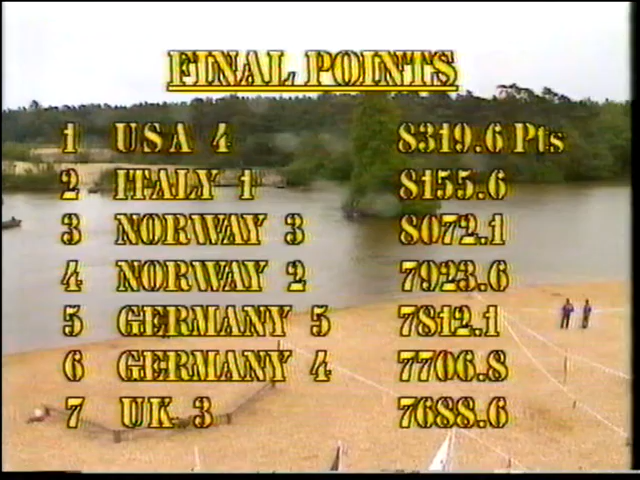 FINAL POINTS
1 USA 4 8319.6 Pts
2 ITALY 1 8155.6
3 NORWAY 3 8072.1
4 NORWAY 2 7923.6
5 GERMANY 5 7812.1
6 GERMANY 4 7706.8
7 UK 3 7688.6